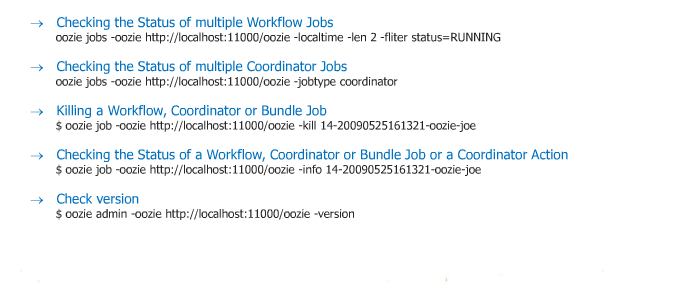 → Checking the Status of multiple Workflow Jobs
oozie jobs -oozie http://localhost:11000/oozie -localtime -len 2 -fliter status=RUNNING
→ Checking the Status of multiple Coordinator Jobs
oozie jobs -oozie http://localhost:11000/oozie -jobtype coordinator
→ Killing a Workflow, Coordinator or Bundle Job
$ oozie job -oozie http://localhost:11000/oozie -kill 14-20090525161321-oozie-joe
→ Checking the Status of a Workflow, Coordinator or Bundle Job or a Coordinator Action
$ oozie job -oozie http://localhost:11000/oozie -info 14-20090525161321-oozie-joe
→ Check version
$ oozie admin -oozie http://localhost:11000/oozie -version